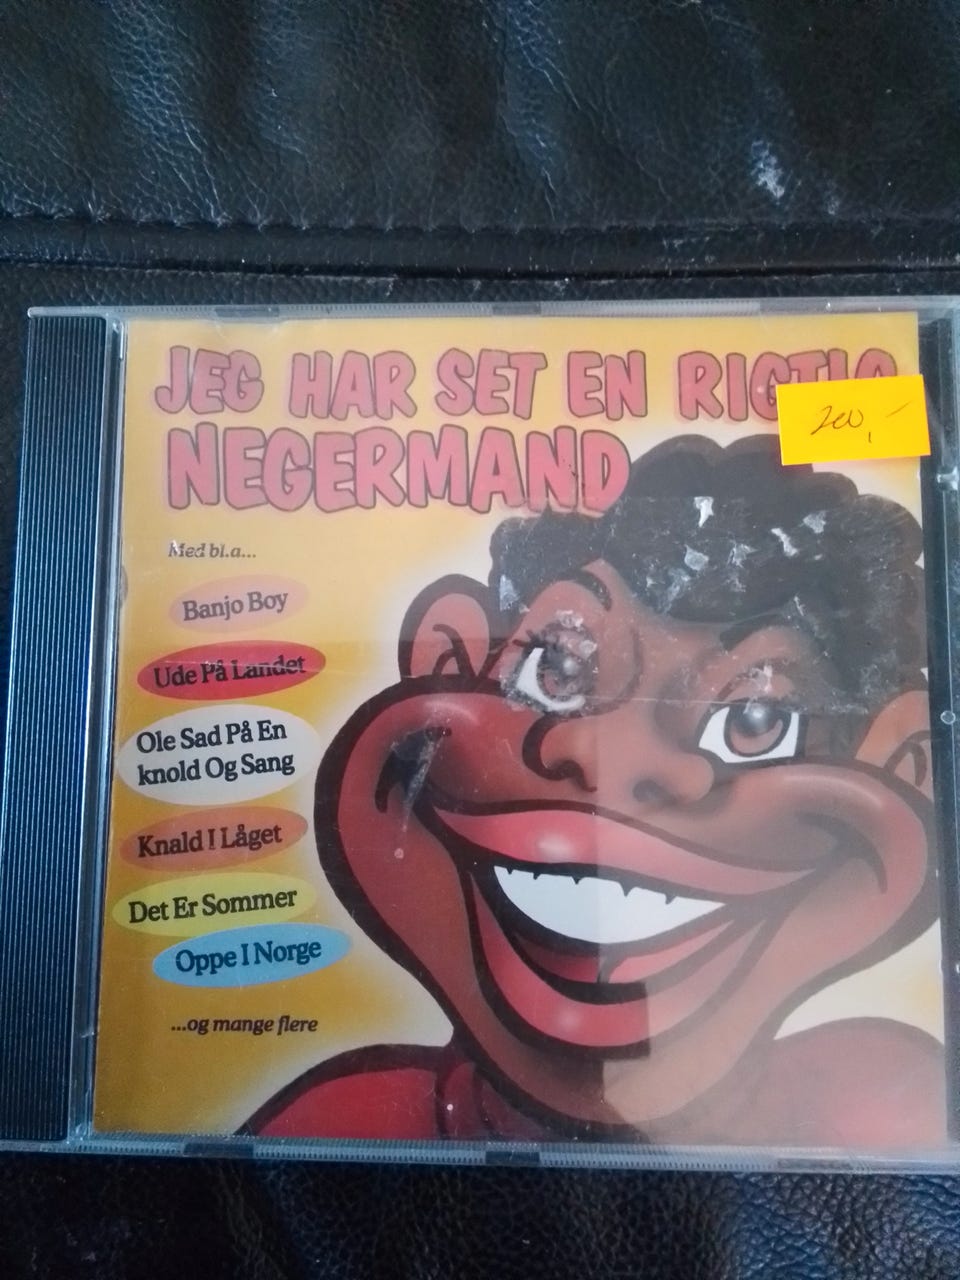 JEG HAR SET EN RIGTIG
NEGERMAND
200,-
Med bl.a...
Banjo Boy
Ude På Landet
Ole Sad På En
knold Og Sang
Knald I Låget
Det Er Sommer
Oppe I Norge
...og mange flere